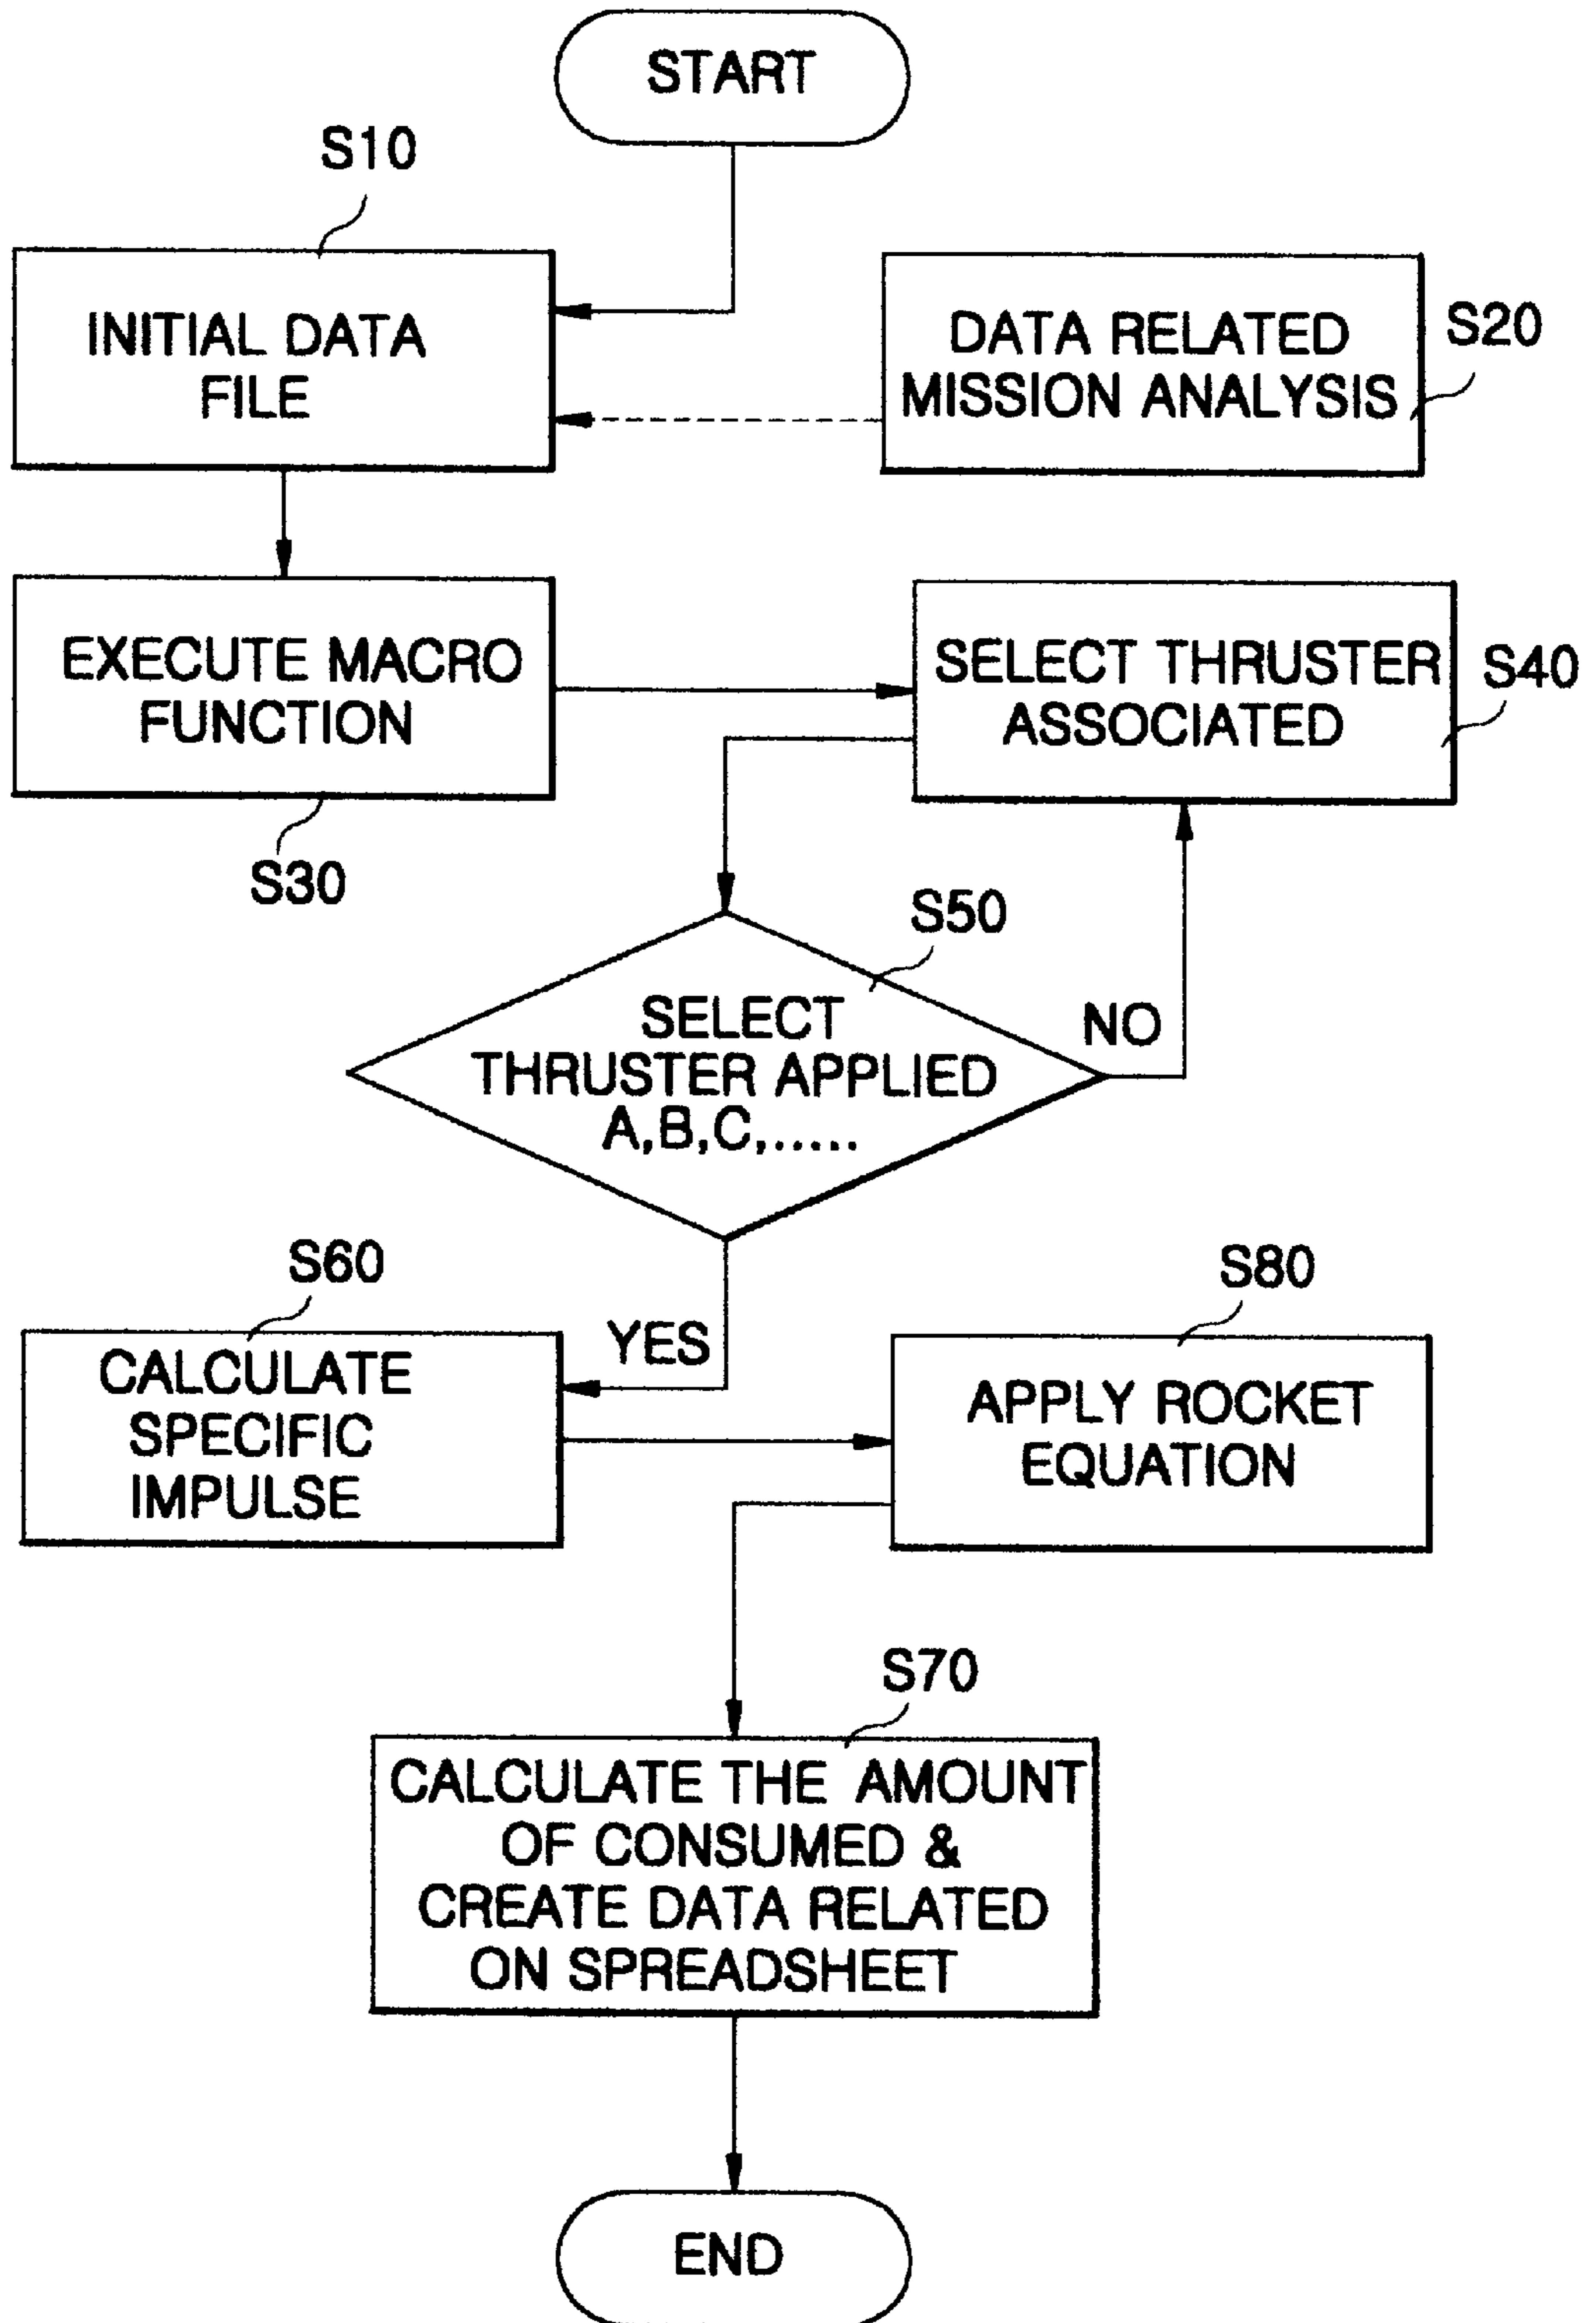 START
S10
INITIAL DATA
FILE
DATA RELATED
MISSION ANALYSIS
S20
EXECUTE MACRO
FUNCTION
S30
SELECT THRUSTER
ASSOCIATED
S40
S50
SELECT
THRUSTER APPLIED
A,B,C,.....
NO
YES
S60
CALCULATE
SPECIFIC
IMPULSE
S80
APPLY ROCKET
EQUATION
S70
CALCULATE THE AMOUNT
OF CONSUMED &
CREATE DATA RELATED
ON SPREADSHEET
END